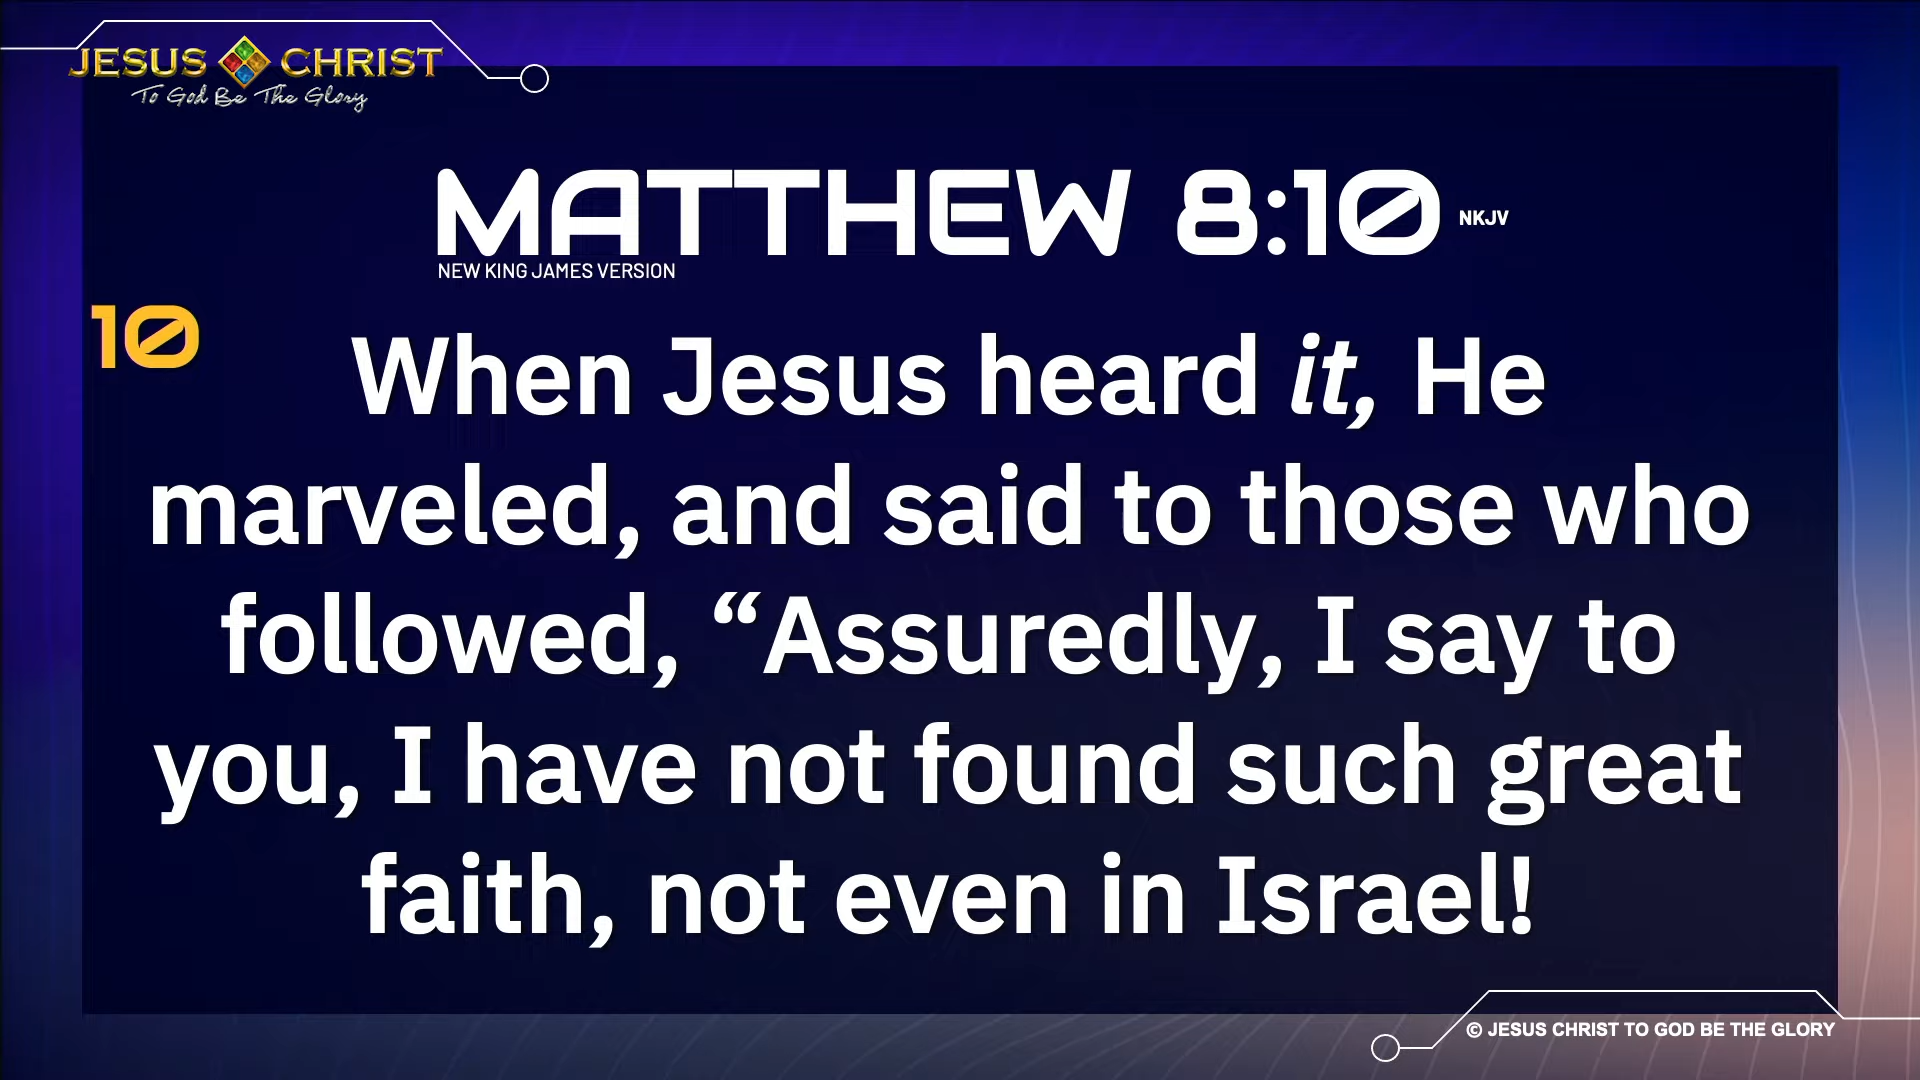 JESUS CHRIST
To God Be The Glory
MATTHEW 8:10 NKJV
NEW KING JAMES VERSION
10
When Jesus heard it, He
marveled, and said to those who
followed, “Assuredly, I say to
you, I have not found such great
faith, not even in Israel!
© JESUS CHRIST TO GOD BE THE GLORY